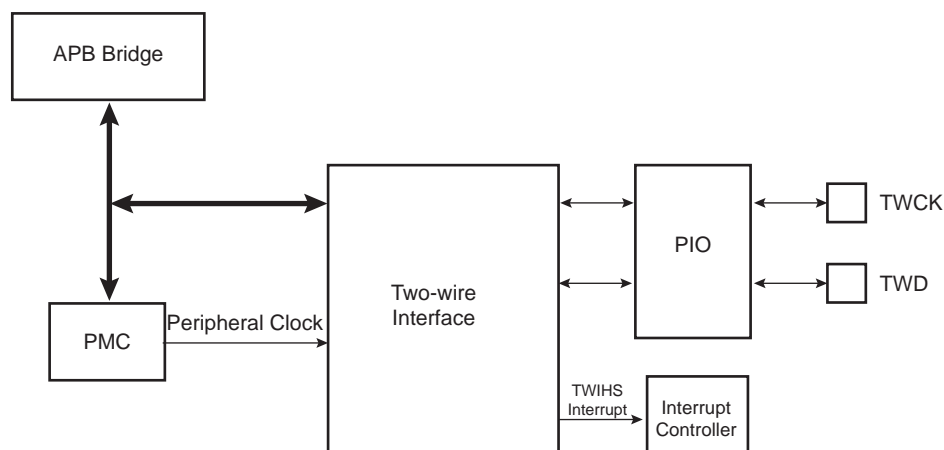 APB Bridge
TWCK
PIO
Two-wire
Interface
TWD
Peripheral Clock
PMC
TWIHS
Interrupt
Interrupt
Controller